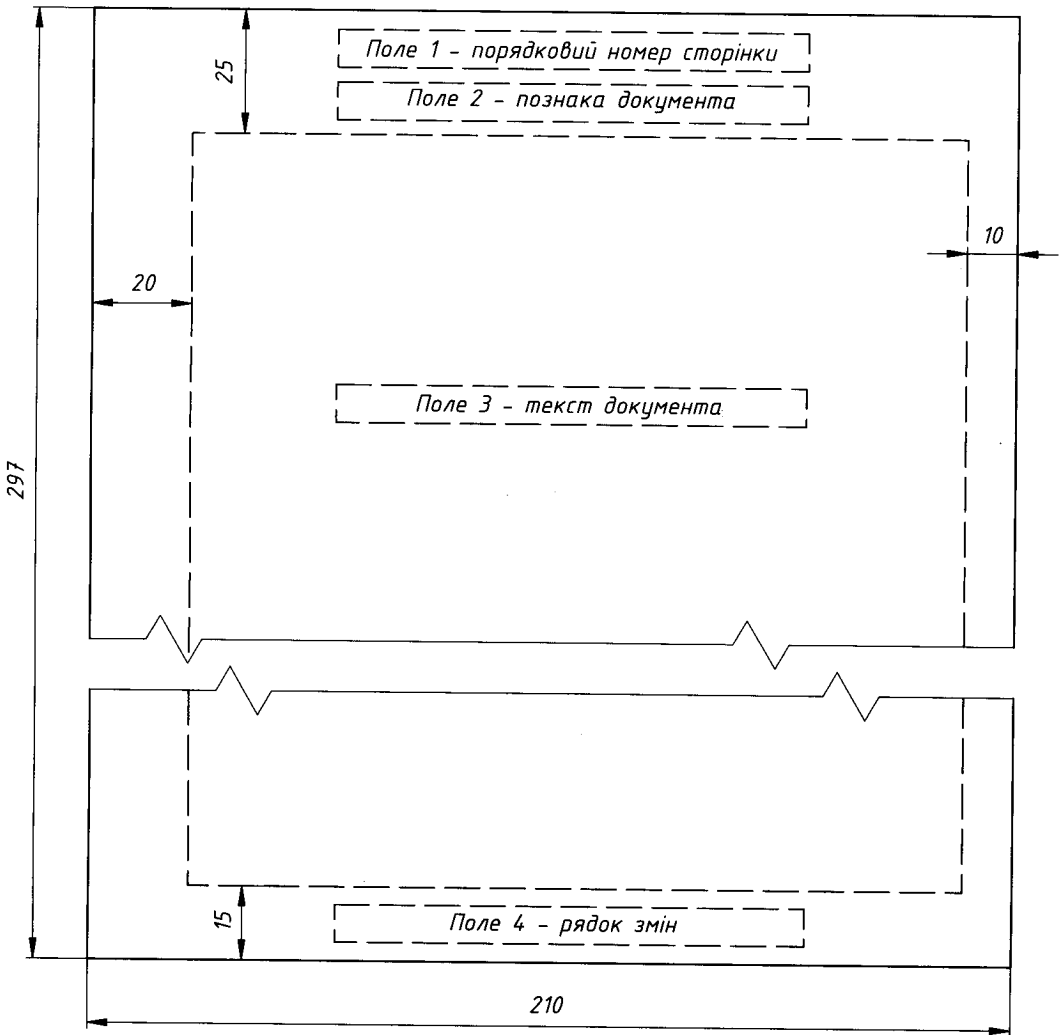 Поле 1 - порядковий номер сторінки
25
Поле 2 - познака документа
10
20
Поле 3 - текст документа
297
15
Поле 4 - рядок змін
210